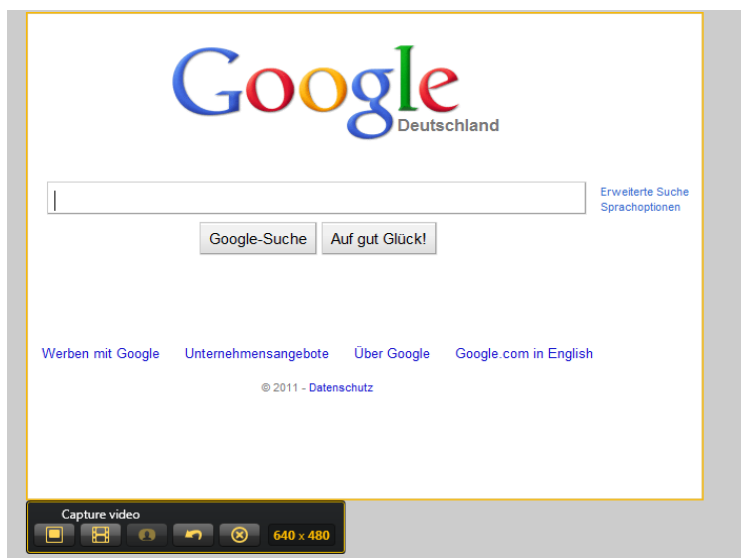 Google
Deutschland
Erweiterte Suche
Sprachoptionen
Google-Suche Auf gut Glück!
Werben mit Google Unternehmensangebote Über Google Google.com in English
© 2011 - Datenschutz
Capture video
640 x 480